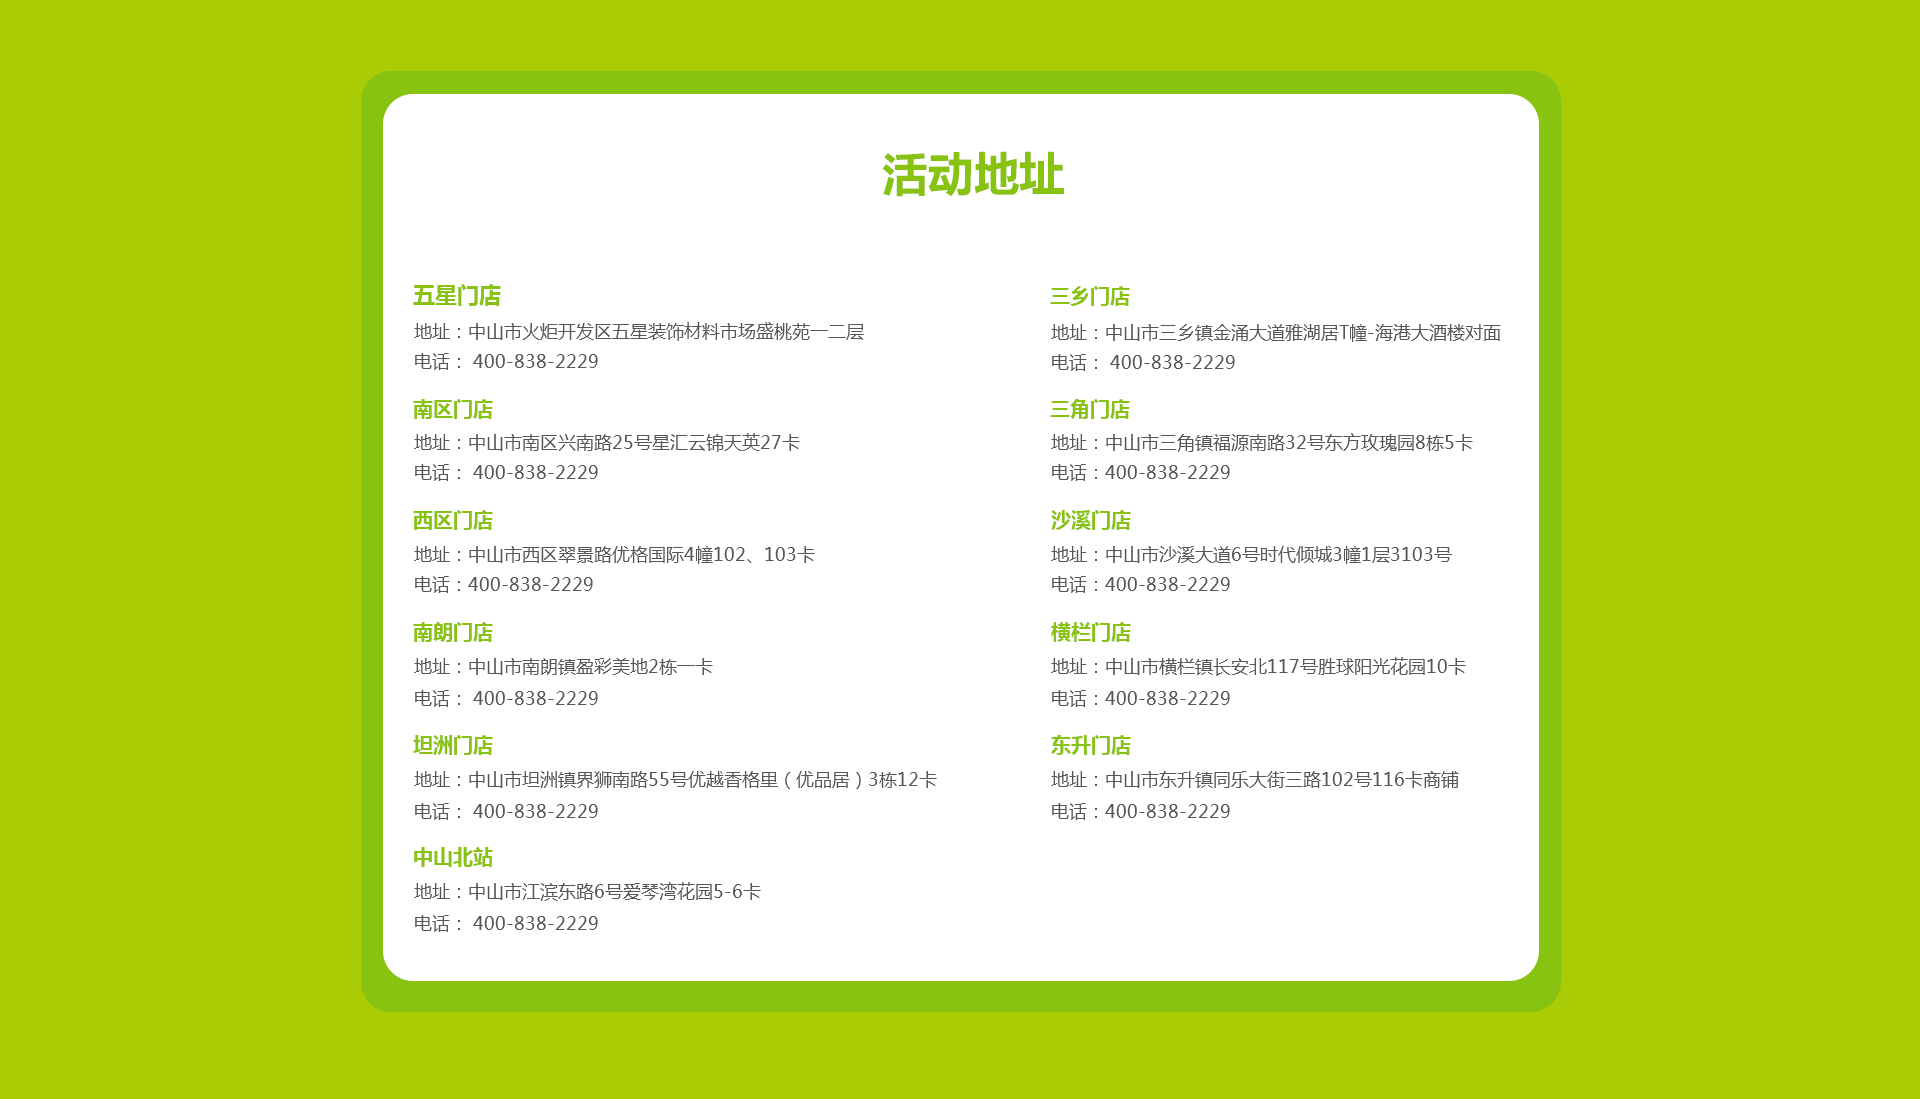 活动地址
五星门店
地址：中山市火炬开发区五星装饰材料市场盛桃苑一二层
电话： 400-838-2229
南区门店
地址：中山市南区兴南路25号星汇云锦天英27卡
电话： 400-838-2229
西区门店
地址：中山市西区翠景路优格国际4幢102、103卡
电话：400-838-2229
南朗门店
地址：中山市南朗镇盈彩美地2栋一卡
电话： 400-838-2229
坦洲门店
地址：中山市坦洲镇界狮南路55号优越香格里（优品居）3栋12卡
电话： 400-838-2229
中山北站
地址：中山市江滨东路6号爱琴湾花园5-6卡
电话： 400-838-2229
三乡门店
地址：中山市三乡镇金涌大道雅湖居T幢-海港大酒楼对面
电话： 400-838-2229
三角门店
地址：中山市三角镇福源南路32号东方玫瑰园8栋5卡
电话：400-838-2229
沙溪门店
地址：中山市沙溪大道6号时代倾城3幢1层3103号
电话：400-838-2229
横栏门店
地址：中山市横栏镇长安北117号胜球阳光花园10卡
电话：400-838-2229
东升门店
地址：中山市东升镇同乐大街三路102号116卡商铺
电话：400-838-2229